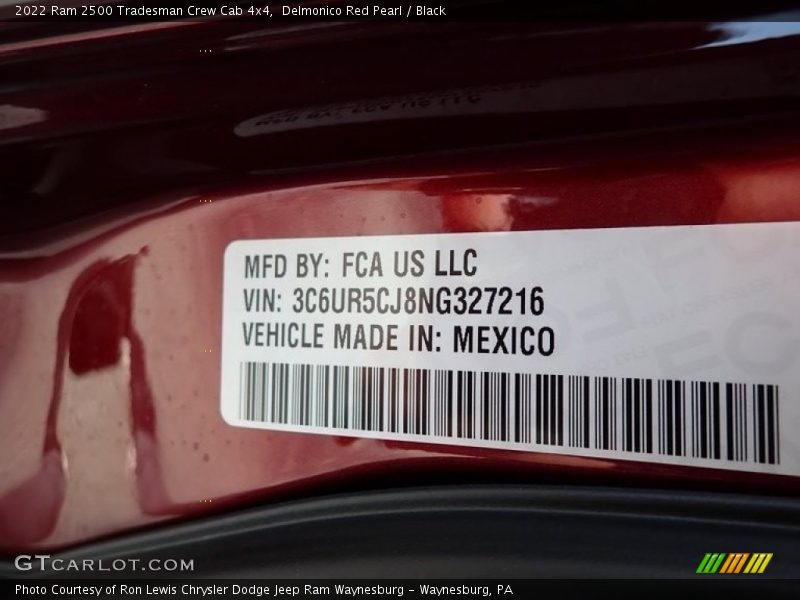 2022 Ram 2500 Tradesman Crew Cab 4x4,  Delmonico Red Pearl / Black
MFD BY: FCA US LLC
VIN: 3C6UR5CJ8NG327216
VEHICLE MADE IN: MEXICO
GTCARLOT.COM
Photo Courtesy of Ron Lewis Chrysler Dodge Jeep Ram Waynesburg – Waynesburg, PA